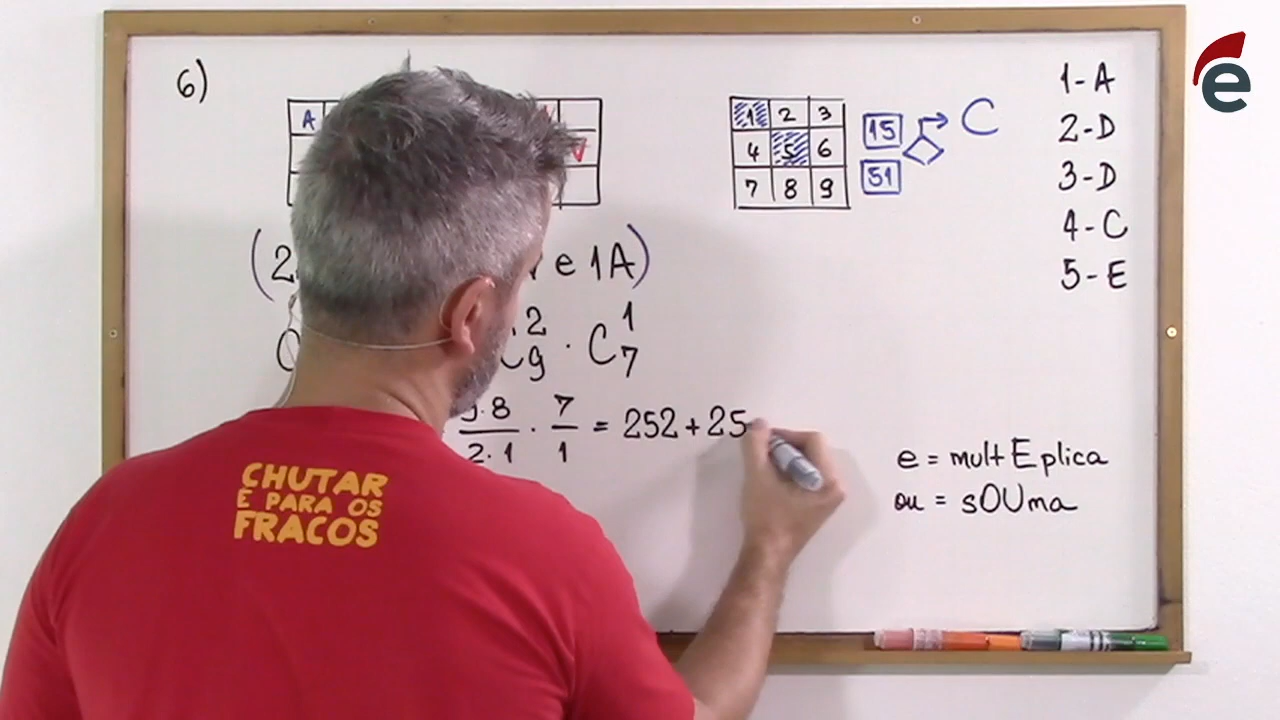 6)
A
V
1 2 3
4 5 6
7 8 9
15
51
C
1-A
2-D
3-D
4-C
5-E
(2 e 1A)
C 2 9 · C 1 7
9·8 / 2·1 · 7 / 1 = 252 + 25
e = multEplica
ou = sOUma
CHUTAR
É PARA OS
FRACOS
e